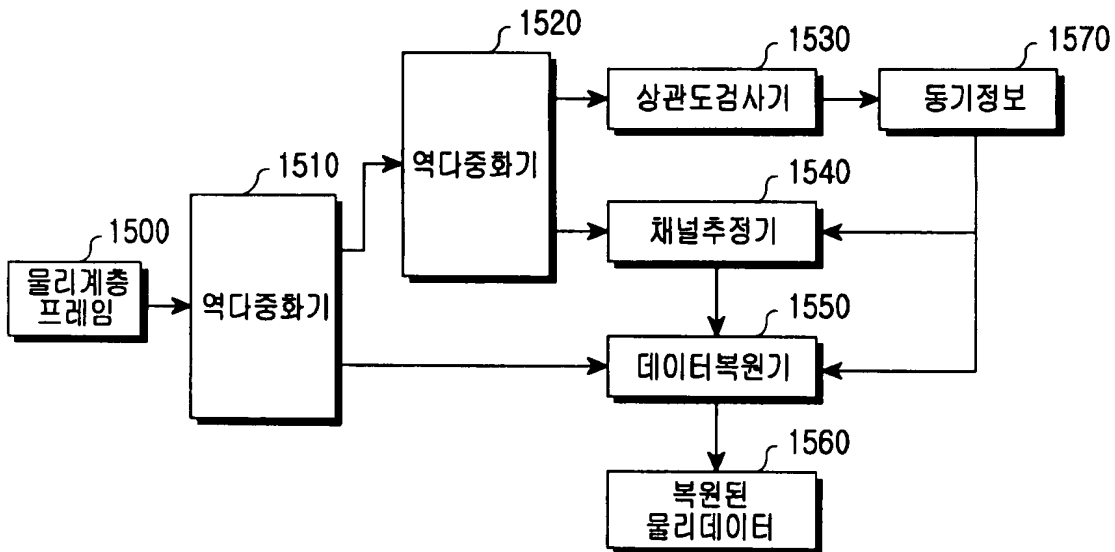 1520
1530
1570
상관도검사기
동기정보
역다중화기
1510
1540
1500
채널추정기
물리계층
프레임
역다중화기
1550
데이터복원기
1560
복원된
물리데이터